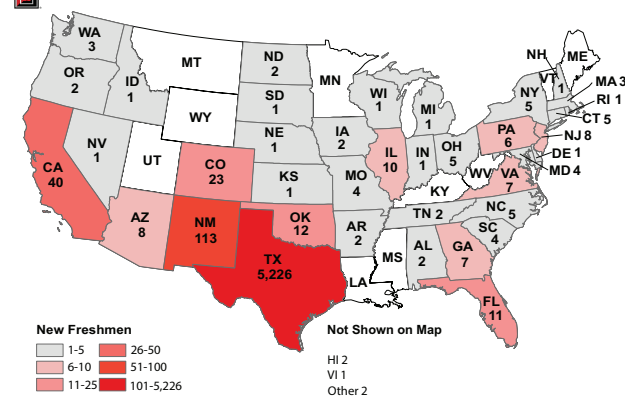 WA
3
OR
2
ID
1
MT
ND
2
MN
SD
1
WY
NV
1
UT
CA
40
AZ
8
CO
23
NM
113
NE
1
KS
1
OK
12
TX
5,226
IA
2
MO
4
AR
2
LA
WI
1
IL
10
MI
1
IN
1
OH
5
KY
TN 2
MS
AL
2
GA
7
FL
11
SC
4
NC 5
VA
7
WV
PA
6
NY
5
VT
1
NH
ME
MA 3
RI 1
CT 5
NJ 8
DE 1
MD 4
New Freshmen
1-5
6-10
11-25
26-50
51-100
101-5,226
Not Shown on Map
HI 2
VI 1
Other 2